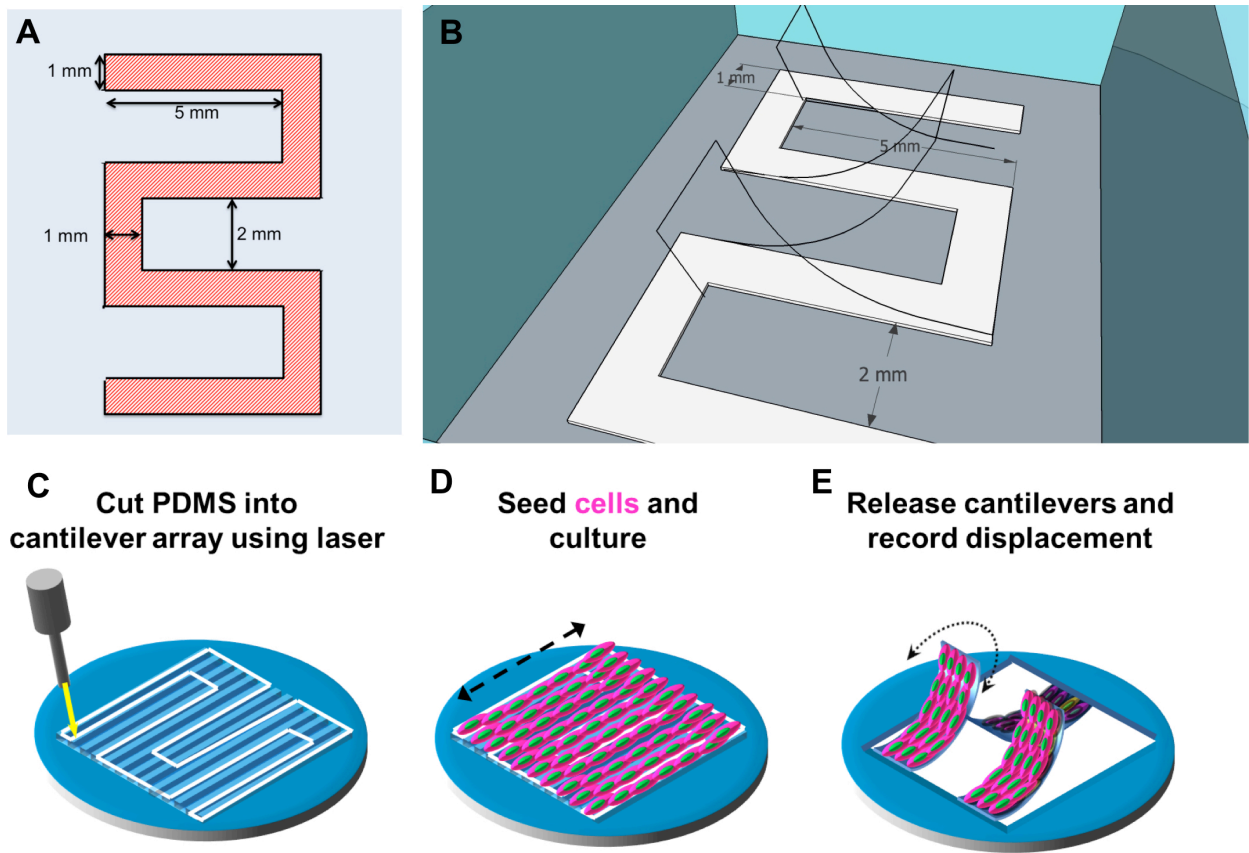 A
1 mm
5 mm
1 mm
2 mm
B
1 mm
5 mm
2 mm
C
Cut PDMS into
cantilever array using laser
D
Seed cells and
culture
E
Release cantilevers and
record displacement